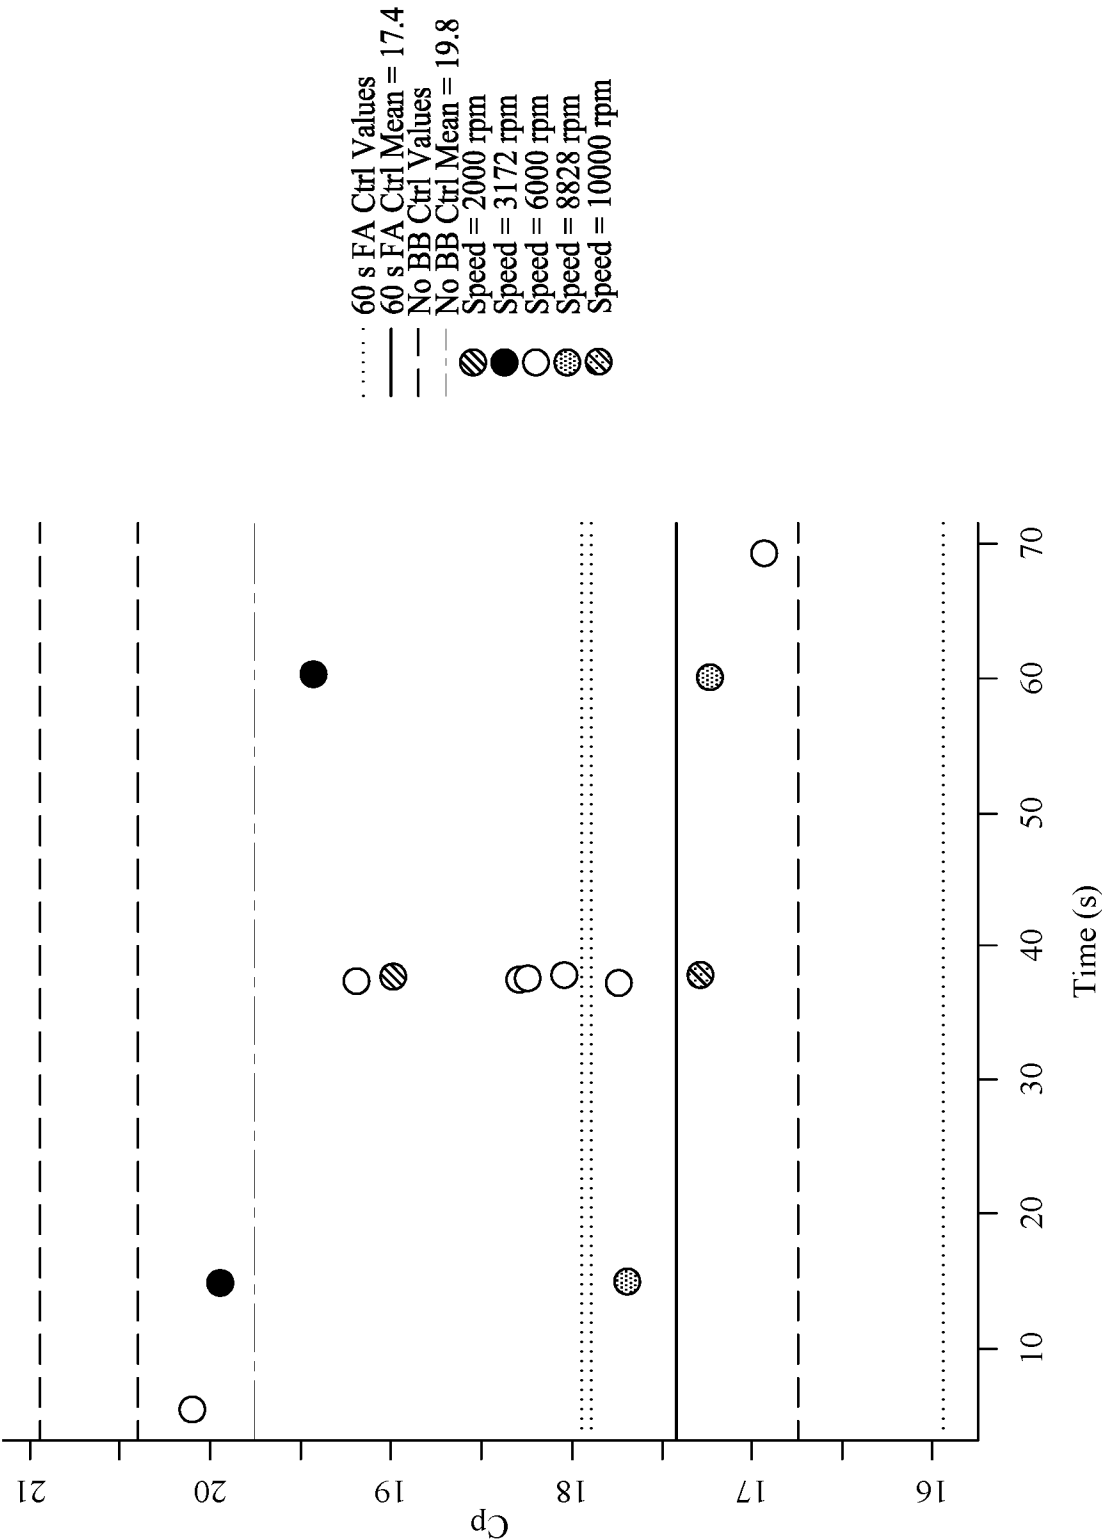 60 s FA Ctrl Values
60 s FA Ctrl Mean = 17.4
No BB Ctrl Values
No BB Ctrl Mean = 19.8
Speed = 2000 rpm
Speed = 3172 rpm
Speed = 6000 rpm
Speed = 8828 rpm
Speed = 10000 rpm
21
20
19
18
17
16
Cp
10
20
30
40
50
60
70
Time (s)